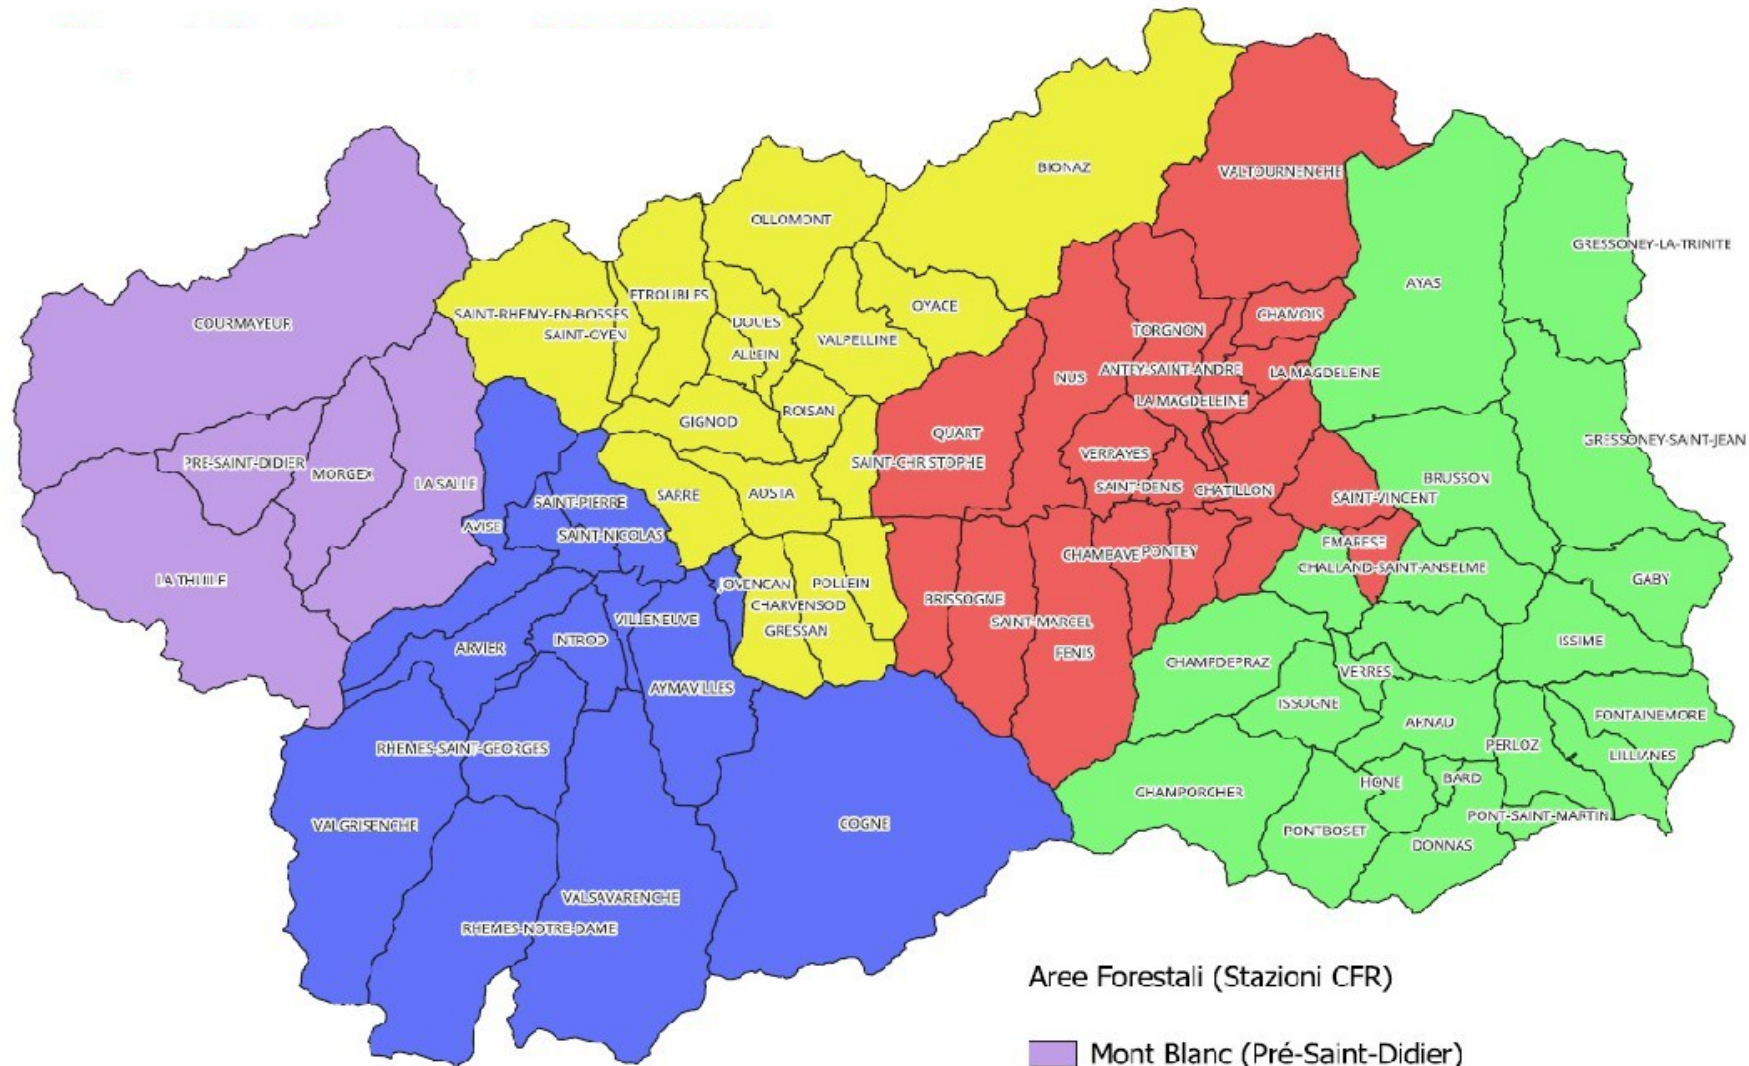 BIONAZ
VALTOURNENCHE
OLLOMONT
GRESSONEY-LA-TRINITE
AYAS
ETROUBLES
OYACE
SAINT-RHEMY-EN-BOSSES
CHAMOIS
COURMAYEUR
DOUES
TORGNON
SAINT-OYEN
VALPELLINE
ALLEIN
ANTEY-SAINT-ANDRE
LA MAGDELEINE
NUS
LA MAGDELEINE
ROISAN
GIGNOD
QUART
GRESSONEY-SAINT-JEAN
VERRAYES
PRE-SAINT-DIDIER
SAINT-CHRISTOPHE
MORGEX
BRUSSON
LA SALLE
SAINT-DENIS
CHATILLON
SARRE
AOSTA
SAINT-VINCENT
SAINT-PIERRE
AVISE
SAINT-NICOLAS
EMARESE
CHAMBAVE
PONTEY
CHALLAND-SAINT-ANSELME
LA THUILE
JOVENCAN
POLLEIN
GABY
BRISSOGNE
CHARVENSOD
VILLENEUVE
SAINT-MARCEL
GRESSAN
INTROD
ISSIME
ARVIER
FENIS
CHAMPDEPRAZ
VERRES
AYMAVILLES
ISSOGNE
FONTAINEMORE
ARNAD
RHEMES-SAINT-GEORGES
PERLOZ
LILLIANES
HONE
BARD
CHAMPORCHER
PONT-SAINT-MARTIN
VALGRISENCHE
COGNE
PONTBOSET
DONNAS
VALSAVARENCHE
RHEMES-NOTRE-DAME
Aree Forestali (Stazioni CFR)
Mont Blanc (Pré-Saint-Didier)